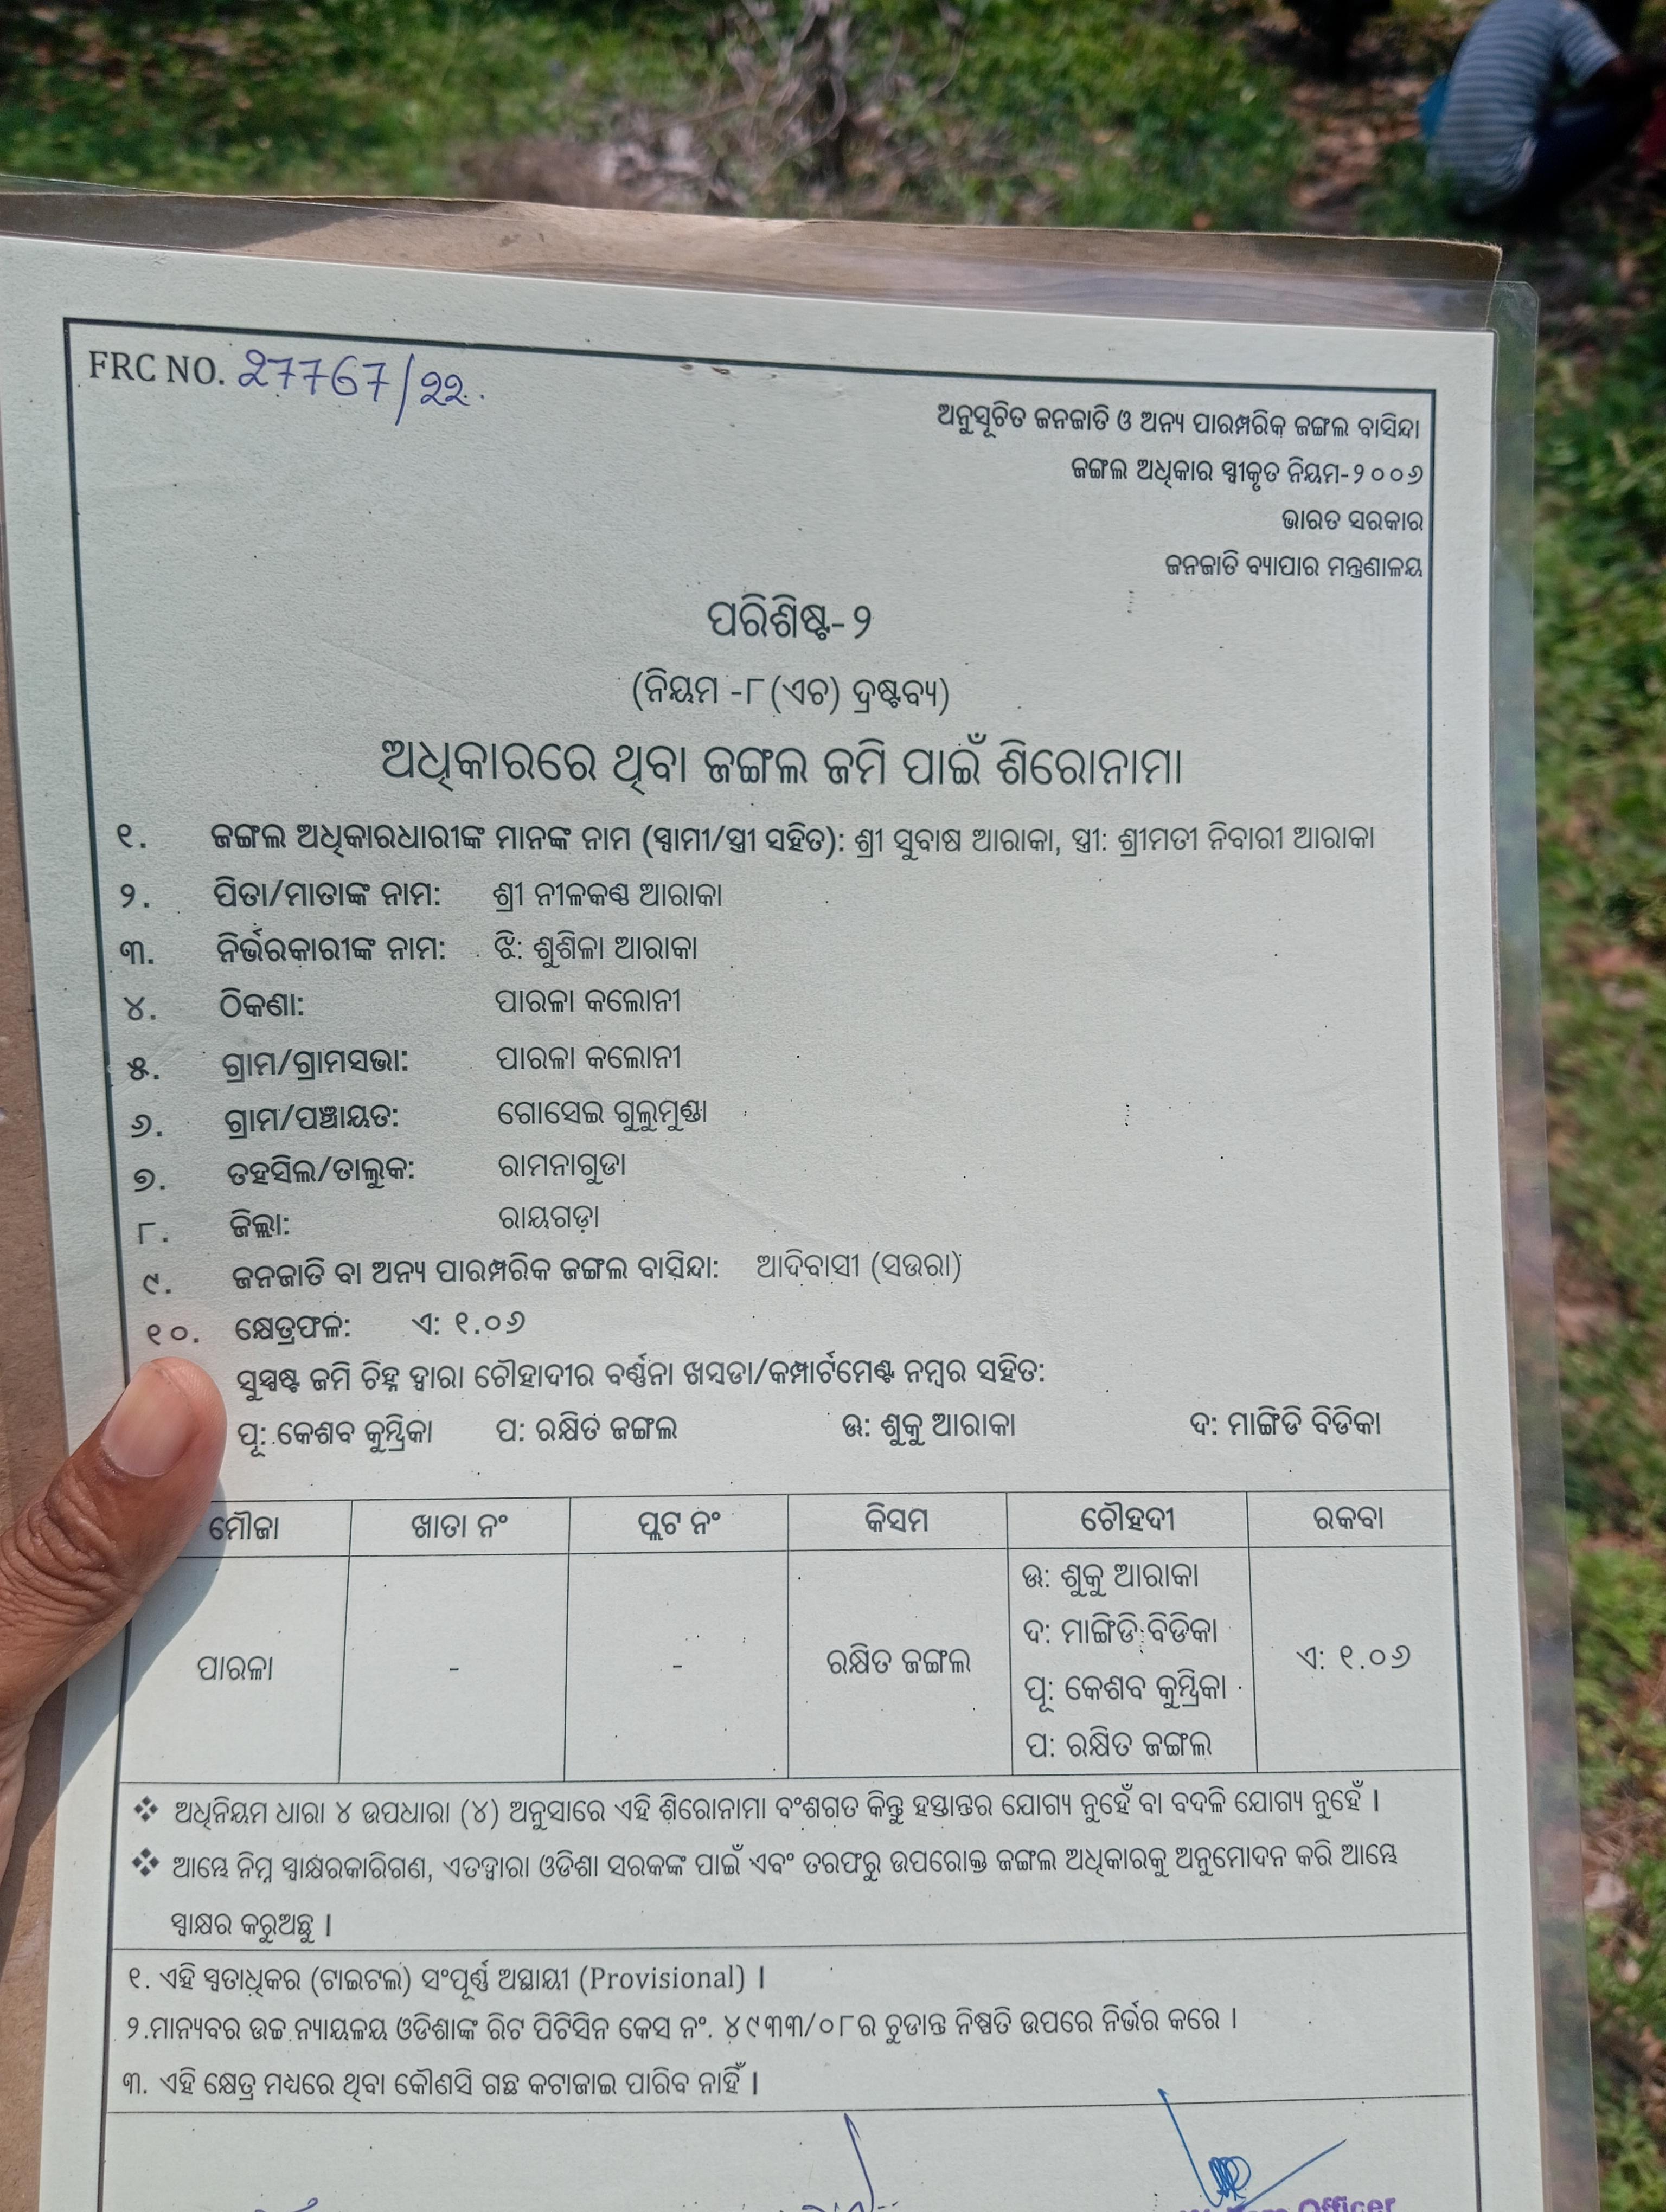 FRC NO. 27767/22.
ଅନୁସୂଚିତ ଜନଜାତି ଓ ଅନ୍ୟ ପାରମ୍ପରିକ ଜଙ୍ଗଲ ବାସିନ୍ଦା
ଜଙ୍ଗଲ ଅଧିକାର ସ୍ୱୀକୃତ ନିୟମ-୨୦୦୬
ଭାରତ ସରକାର
ଜନଜାତି ବ୍ୟାପାର ମନ୍ତ୍ରଣାଳୟ
ପରିଶିଷ୍ଟ-୨
(ନିୟମ -୮(ଏଚ) ଦ୍ରଷ୍ଟବ୍ୟ)
ଅଧିକାରରେ ଥିବା ଜଙ୍ଗଲ ଜମି ପାଇଁ ଶିରୋନାମା
୧. ଜଙ୍ଗଲ ଅଧିକାରଧାରୀଙ୍କ ମାନଙ୍କ ନାମ (ସ୍ୱାମୀ/ସ୍ତ୍ରୀ ସହିତ): ଶ୍ରୀ ସୁବାଷ ଆରାକା, ସ୍ତ୍ରୀ: ଶ୍ରୀମତୀ ନିବାରୀ ଆରାକା
୨. ପିତା/ମାତାଙ୍କ ନାମ: ଶ୍ରୀ ନୀଳକଣ୍ଠ ଆରାକା
୩. ନିର୍ଭରକାରୀଙ୍କ ନାମ: ଝି: ଶୁଶିଳା ଆରାକା
୪. ଠିକଣା: ପାରଳା କଲୋନୀ
୫. ଗ୍ରାମ/ଗ୍ରାମସଭା: ପାରଳା କଲୋନୀ
୬. ଗ୍ରାମ/ପଞ୍ଚାୟତ: ଗୋସେଇ ଗୁଲୁମୁଣ୍ଡା
୭. ତହସିଲ/ତାଲୁକ: ରାମନାଗୁଡା
୮. ଜିଲ୍ଲା: ରାୟଗଡ଼ା
୯. ଜନଜାତି ବା ଅନ୍ୟ ପାରମ୍ପରିକ ଜଙ୍ଗଲ ବାସିନ୍ଦା: ଆଦିବାସୀ (ସଉରା)
୧୦. କ୍ଷେତ୍ରଫଳ: ଏ: ୧.୦୬
ସୁସ୍ପଷ୍ଟ ଜମି ଚିହ୍ନ ଦ୍ୱାରା ଚୌହାଦୀର ବର୍ଣ୍ଣନା ଖସଡା/କମ୍ପାର୍ଟମେଣ୍ଟ ନମ୍ବର ସହିତ:
ପୂ: କେଶବ କୁମ୍ଭ୍ରିକା ପ: ରକ୍ଷିତ ଜଙ୍ଗଲ ଊ: ଶୁକୁ ଆରାକା ଦ: ମାଙ୍ଗିଡି ବିଡିକା
ମୌଜା ଖାତା ନଂ ପ୍ଲଟ ନଂ କିସମ ଚୌହଦୀ ରକବା
ଊ: ଶୁକୁ ଆରାକା
ଦ: ମାଙ୍ଗିଡି ବିଡିକା
ପାରଳା - - ରକ୍ଷିତ ଜଙ୍ଗଲ ଏ: ୧.୦୬
ପୂ: କେଶବ କୁମ୍ଭ୍ରିକା
ପ: ରକ୍ଷିତ ଜଙ୍ଗଲ
❖ ଅଧିନିୟମ ଧାରା ୪ ଉପଧାରା (୪) ଅନୁସାରେ ଏହି ଶିରୋନାମା ବଂଶଗତ କିନ୍ତୁ ହସ୍ତାନ୍ତର ଯୋଗ୍ୟ ନୁହେଁ ବା ବଦଳି ଯୋଗ୍ୟ ନୁହେଁ ।
❖ ଆମ୍ଭେ ନିମ୍ନ ସ୍ୱାକ୍ଷରକାରିଗଣ, ଏତଦ୍ୱାରା ଓଡିଶା ସରକଙ୍କ ପାଇଁ ଏବଂ ତରଫରୁ ଉପରୋକ୍ତ ଜଙ୍ଗଲ ଅଧିକାରକୁ ଅନୁମୋଦନ କରି ଆମ୍ଭେ
ସ୍ୱାକ୍ଷର କରୁଅଛୁ ।
୧. ଏହି ସ୍ୱତାଧିକର (ଟାଇଟଲ) ସଂପୂର୍ଣ୍ଣ ଅସ୍ଥାୟୀ (Provisional) ।
୨.ମାନ୍ୟବର ଉଚ୍ଚ ନ୍ୟାୟଳୟ ଓଡିଶାଙ୍କ ରିଟ ପିଟିସିନ କେସ ନଂ. ୪୯୩୩/୦୮ର ଚୁଡାନ୍ତ ନିଷ୍ପତି ଉପରେ ନିର୍ଭର କରେ ।
୩. ଏହି କ୍ଷେତ୍ର ମଧ୍ୟରେ ଥିବା କୌଣସି ଗଛ କଟାଜାଇ ପାରିବ ନାହିଁ ।
Officer